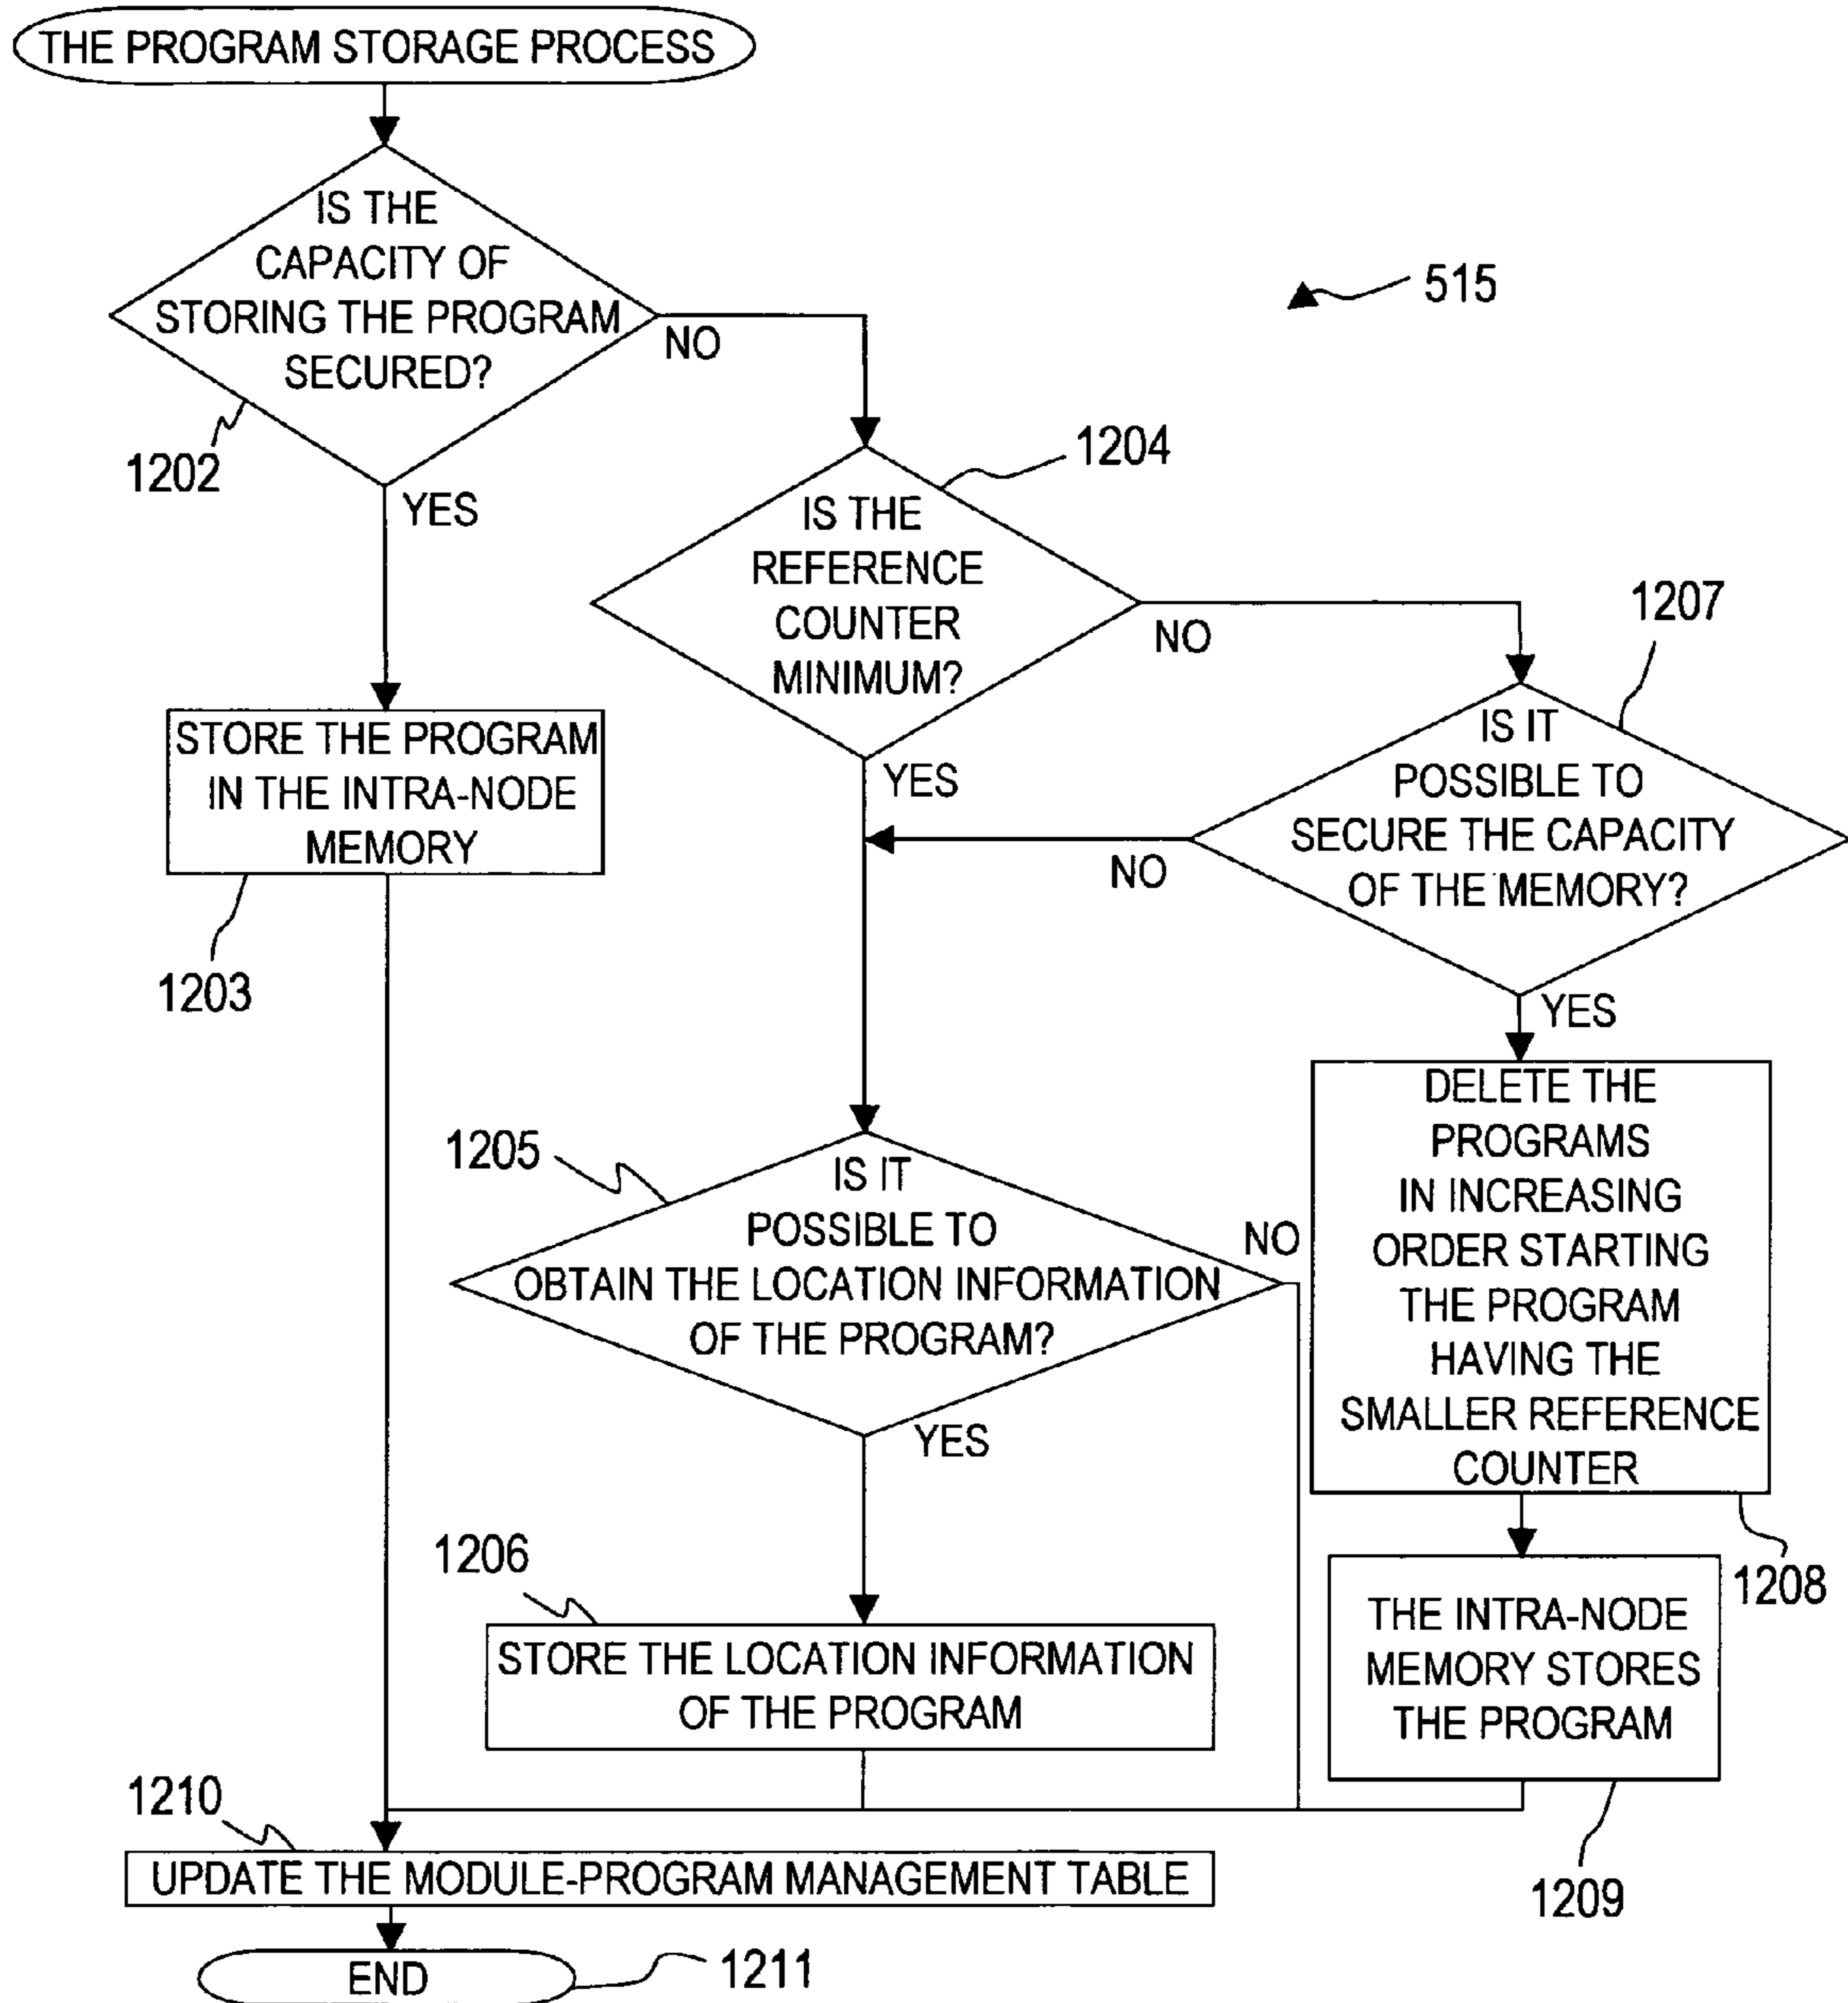 THE PROGRAM STORAGE PROCESS
IS THE
CAPACITY OF
STORING THE PROGRAM
SECURED?
NO
515
1202
YES
1204
IS THE
REFERENCE
COUNTER
MINIMUM?
NO
YES
1207
IS IT
POSSIBLE TO
SECURE THE CAPACITY
OF THE MEMORY?
NO
YES
STORE THE PROGRAM
IN THE INTRA-NODE
MEMORY
1203
1205
IS IT
POSSIBLE TO
OBTAIN THE LOCATION INFORMATION
OF THE PROGRAM?
NO
YES
DELETE THE
PROGRAMS
IN INCREASING
ORDER STARTING
THE PROGRAM
HAVING THE
SMALLER REFERENCE
COUNTER
1208
1206
STORE THE LOCATION INFORMATION
OF THE PROGRAM
THE INTRA-NODE
MEMORY STORES
THE PROGRAM
1209
1210
UPDATE THE MODULE-PROGRAM MANAGEMENT TABLE
END
1211